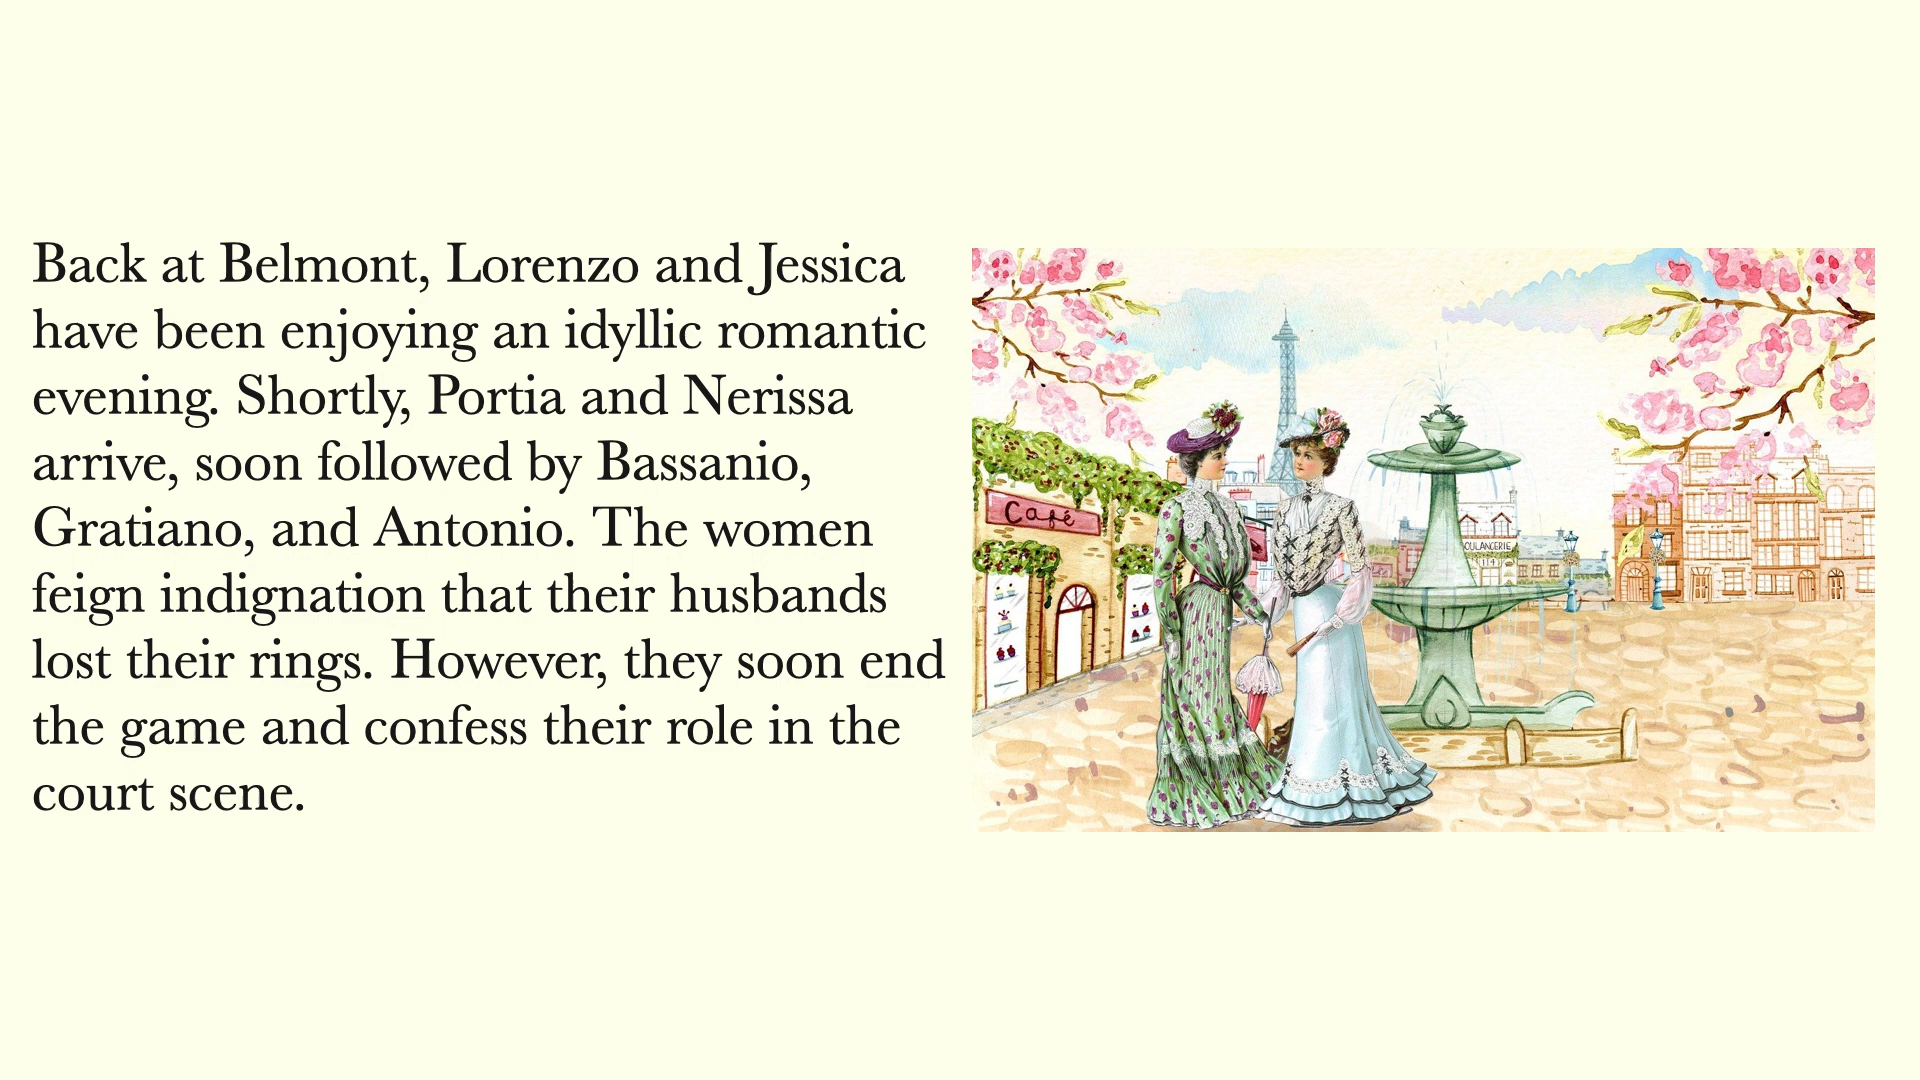 Back at Belmont, Lorenzo and Jessica
have been enjoying an idyllic romantic
evening. Shortly, Portia and Nerissa
arrive, soon followed by Bassanio,
Gratiano, and Antonio. The women
feign indignation that their husbands
lost their rings. However, they soon end
the game and confess their role in the
court scene.
Café
OULANGERIE
114